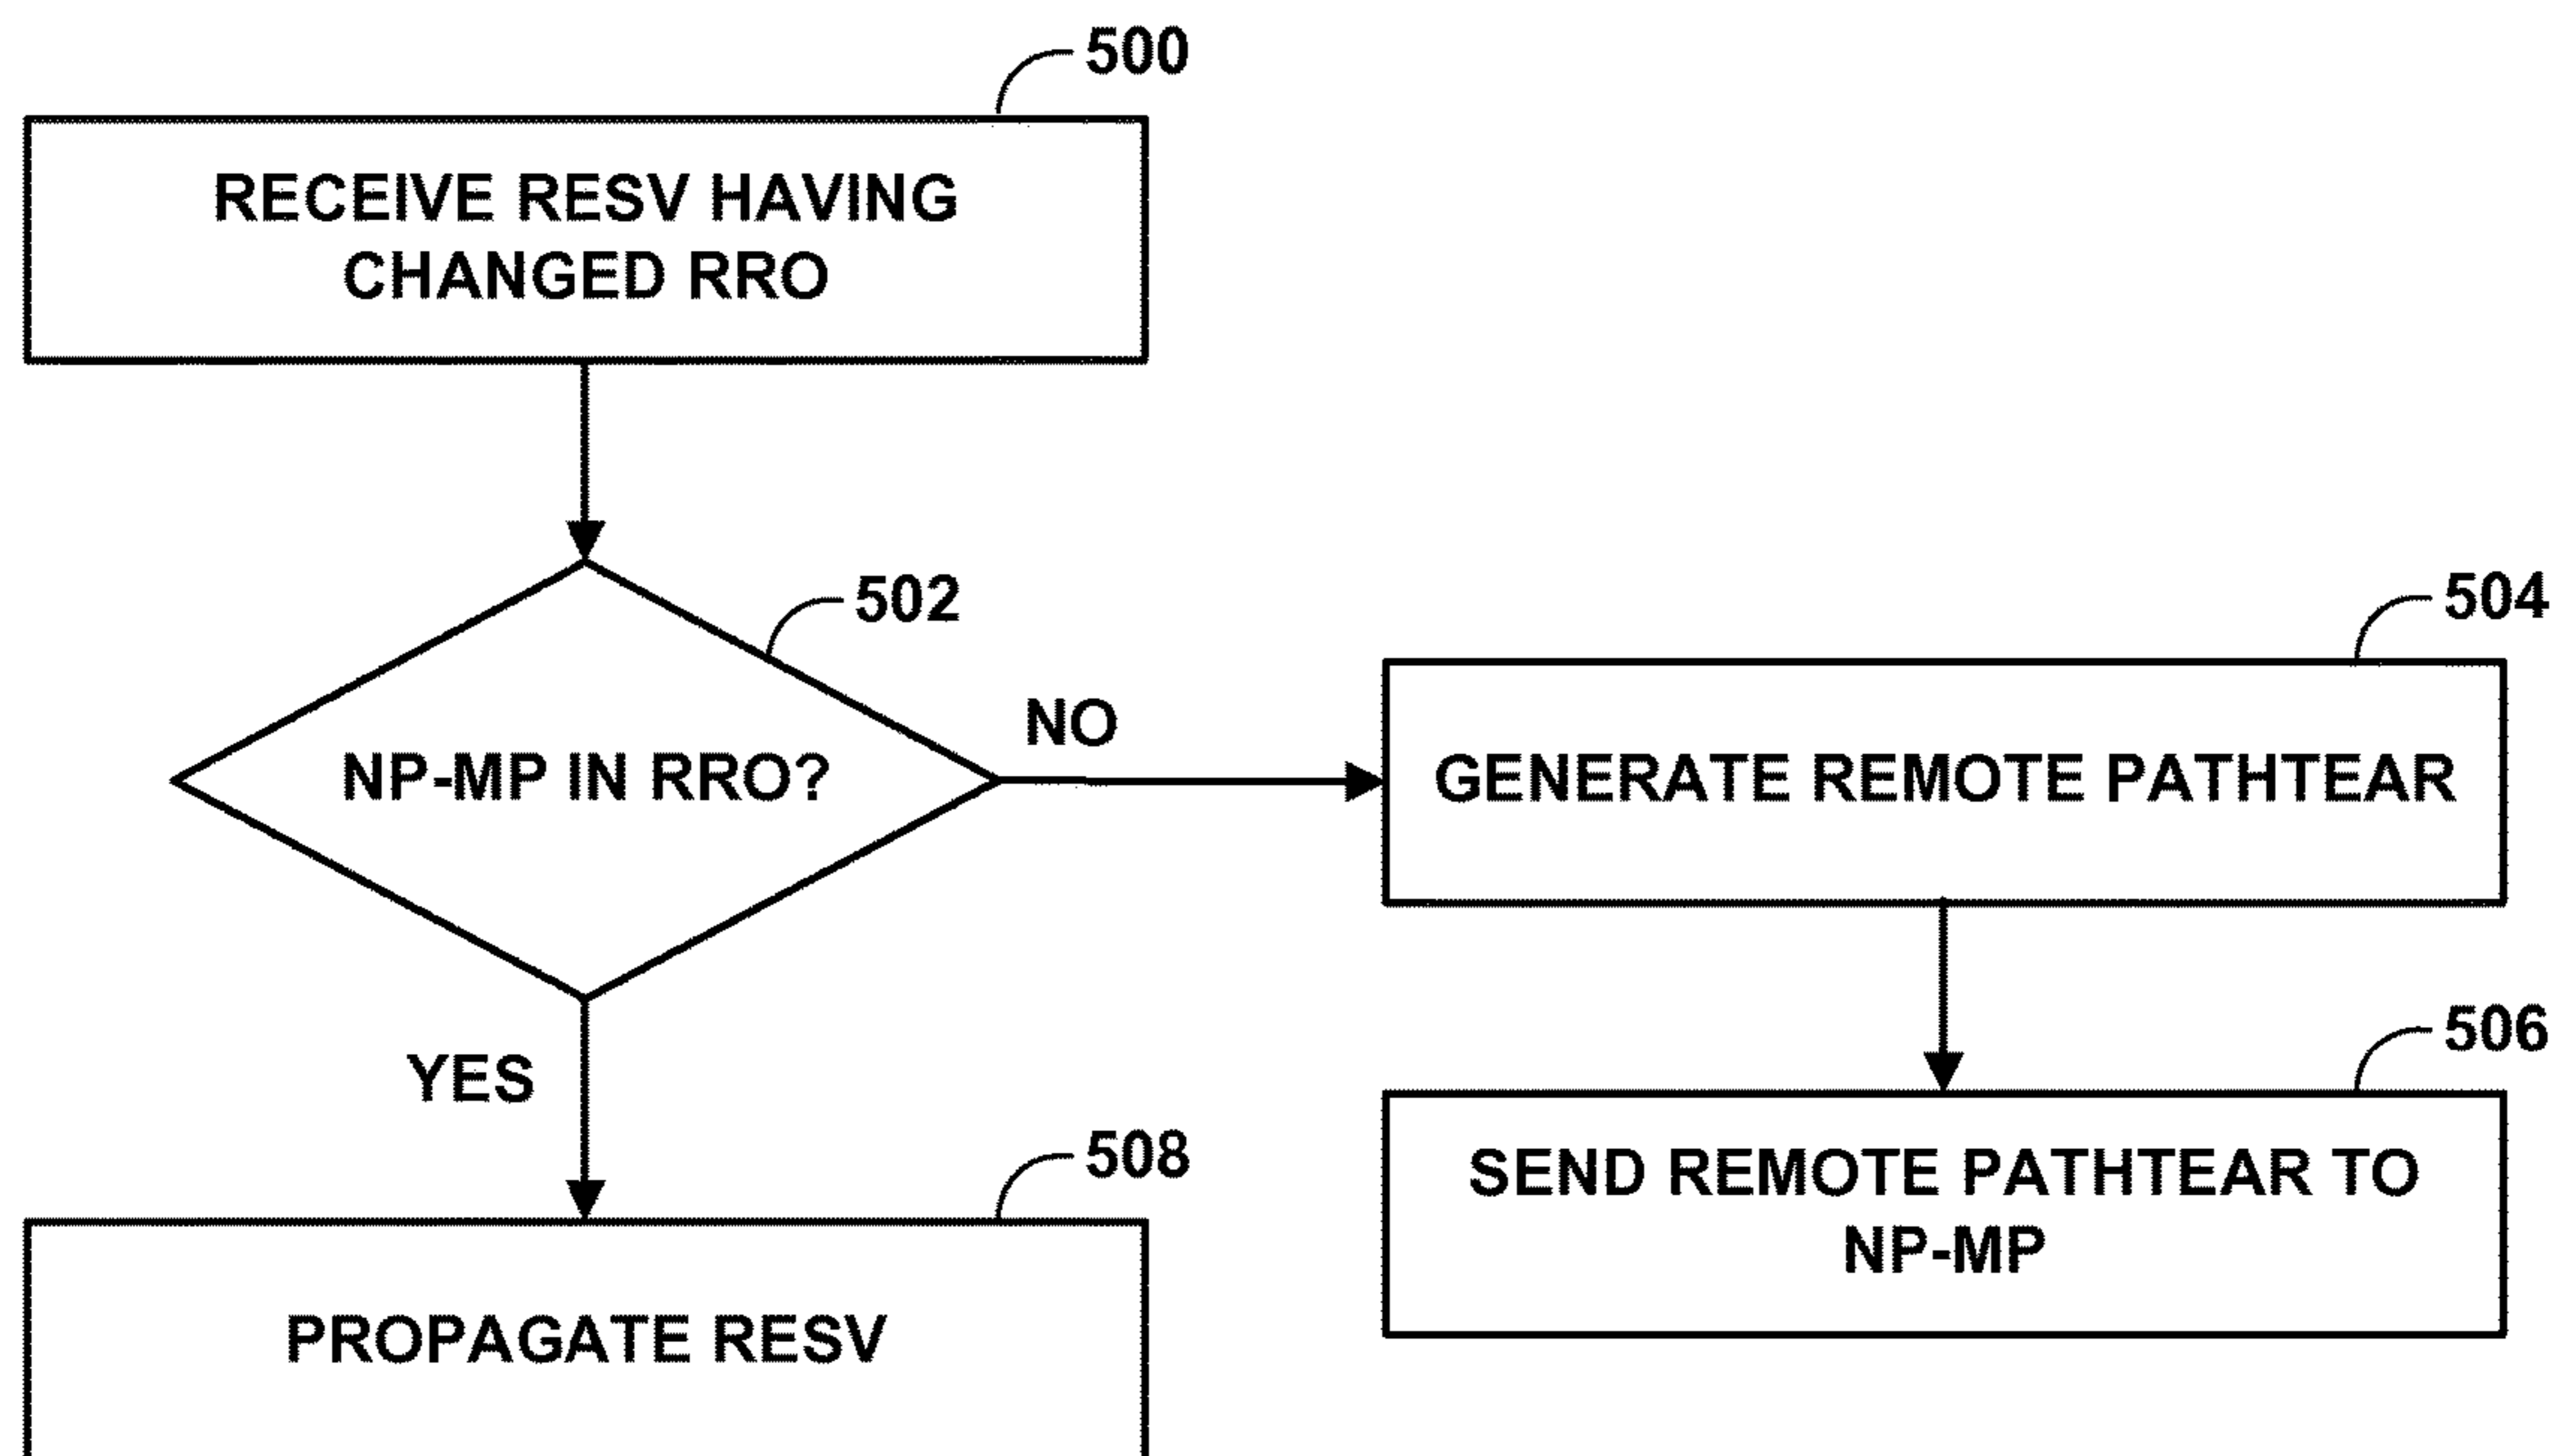 500
RECEIVE RESV HAVING
CHANGED RRO
502
NP-MP IN RRO?
NO
504
GENERATE REMOTE PATHTEAR
506
SEND REMOTE PATHTEAR TO
NP-MP
YES
508
PROPAGATE RESV